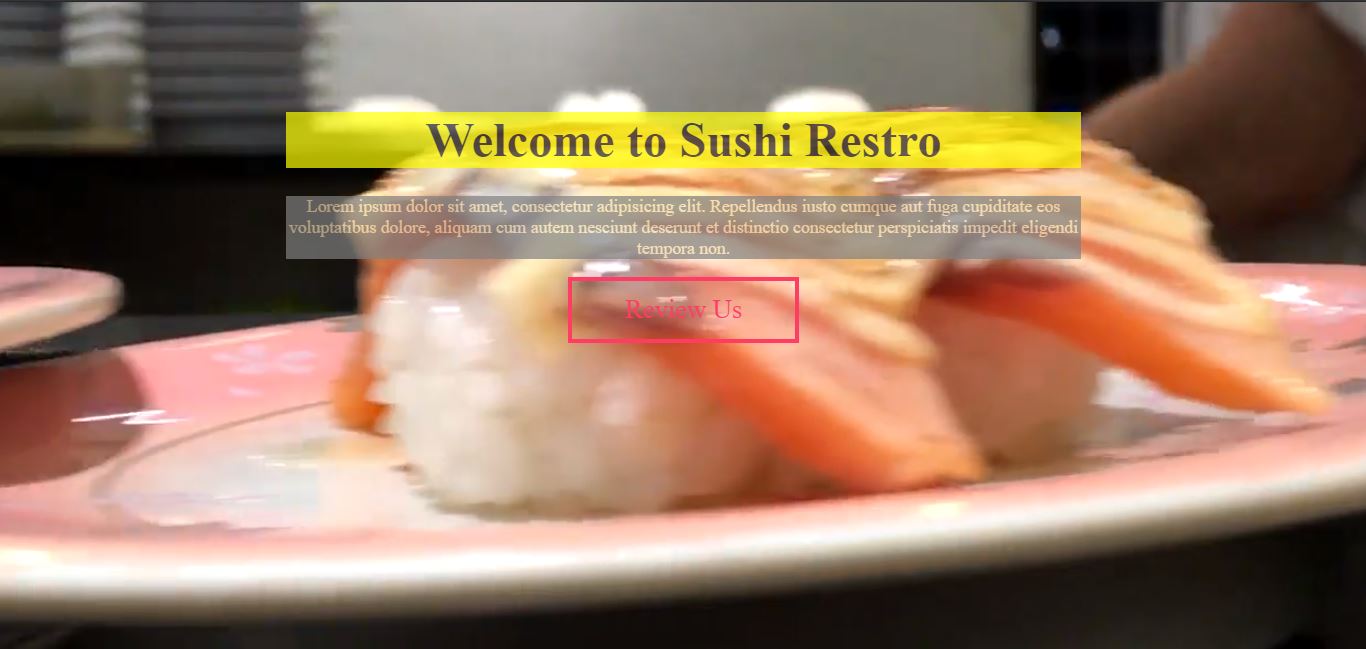 Welcome to Sushi Restro
Lorem ipsum dolor sit amet, consectetur adipisicing elit. Repellendus iusto cumque aut fuga cupiditate eos
voluptatibus dolore, aliquam cum autem nesciunt deserunt et distinctio consectetur perspiciatis impedit eligendi
tempora non.
Review Us